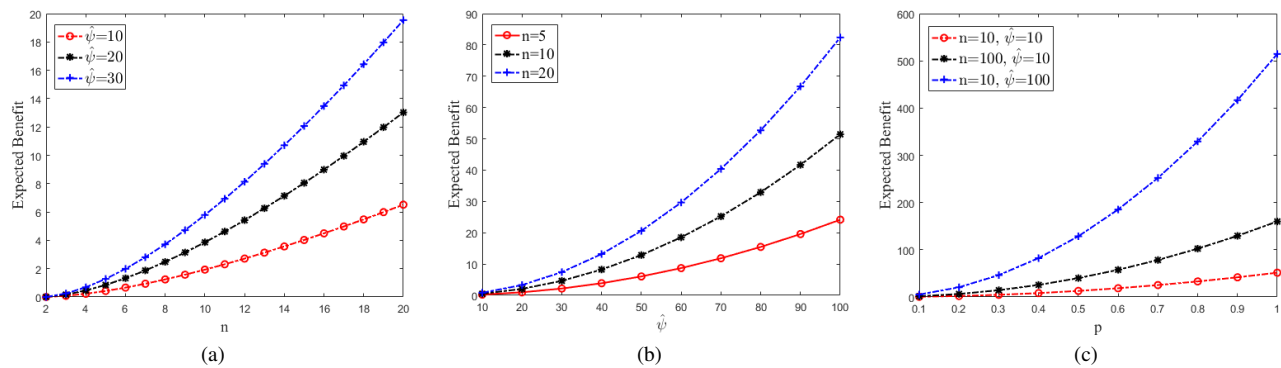 20
18
16
14
12
10
8
6
4
2
0
Expected Benefit
ψ̂=10
ψ̂=20
ψ̂=30
2 4 6 8 10 12 14 16 18 20
n
(a)
90
80
70
60
50
40
30
20
10
0
Expected Benefit
n=5
n=10
n=20
10 20 30 40 50 60 70 80 90 100
ψ̂
(b)
600
500
400
300
200
100
0
Expected Benefit
n=10, ψ̂=10
n=100, ψ̂=10
n=10, ψ̂=100
0.1 0.2 0.3 0.4 0.5 0.6 0.7 0.8 0.9 1
p
(c)